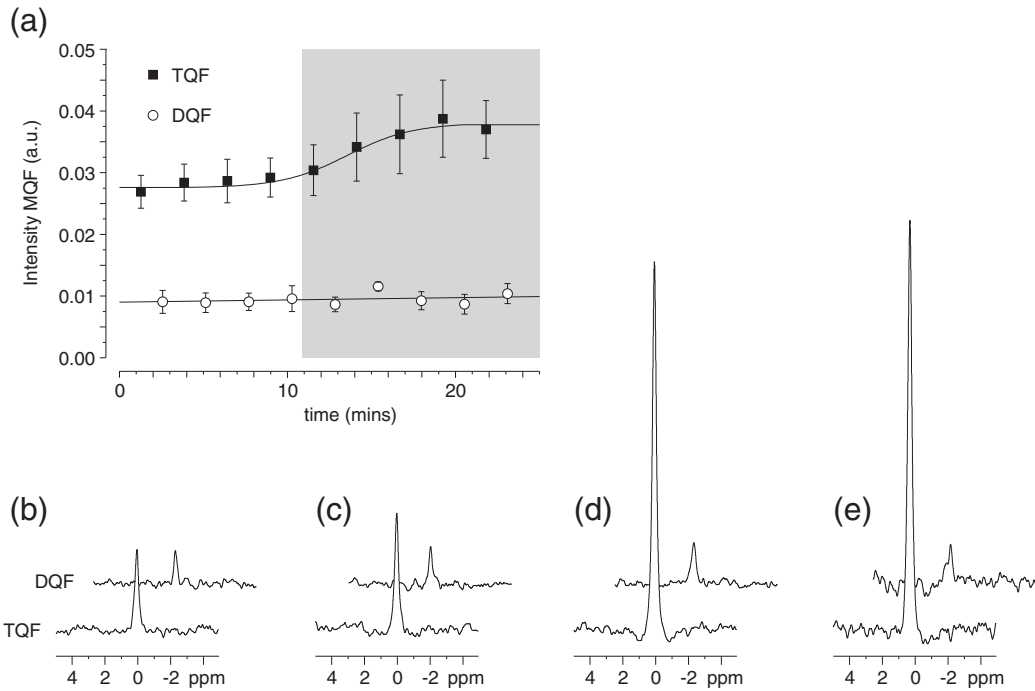 (a)
0.05
0.04
0.03
0.02
0.01
0.00
Intensity MQF (a.u.)
TQF
DQF
0 10 20
time (mins)
(b) (c) (d) (e)
DQF
TQF
4 2 0 -2 ppm
4 2 0 -2 ppm
4 2 0 -2 ppm
4 2 0 -2 ppm